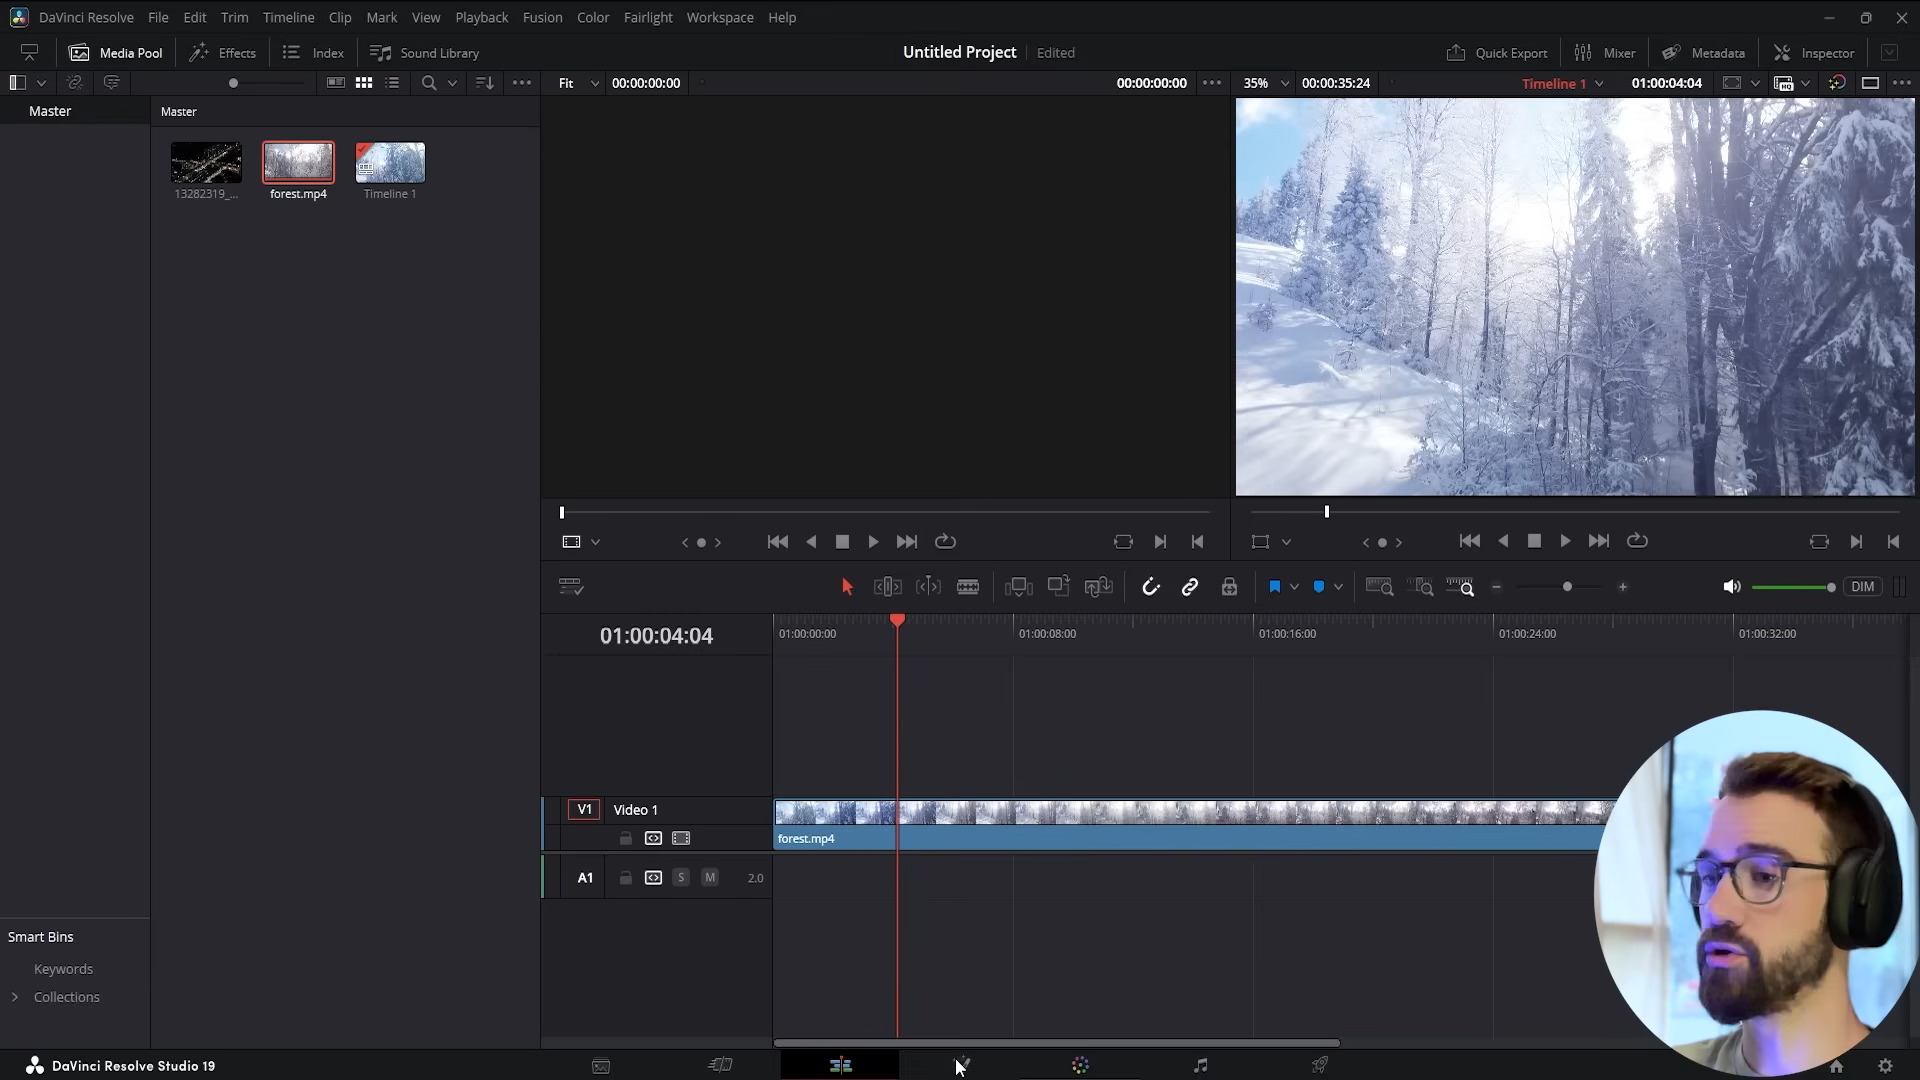 DaVinci Resolve File Edit Trim Timeline Clip Mark View Playback Fusion Color Fairlight Workspace Help
Media Pool Effects Index Sound Library Untitled Project Edited Quick Export Mixer Metadata Inspector
Fit 00:00:00:00 00:00:00:00 35% 00:00:35:24 Timeline 1 01:00:04:04
Master Master
13282319_... forest.mp4 Timeline 1
DIM
01:00:04:04 01:00:00:00 01:00:08:00 01:00:16:00 01:00:24:00 01:00:32:00
V1 Video 1
forest.mp4
A1 S M 2.0
Smart Bins
Keywords
Collections
DaVinci Resolve Studio 19